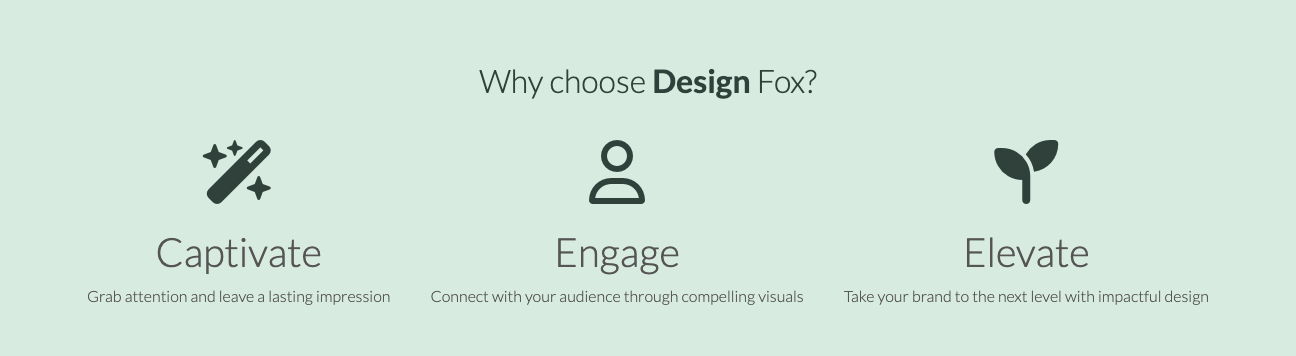 Why choose Design Fox?
Captivate
Grab attention and leave a lasting impression
Engage
Connect with your audience through compelling visuals
Elevate
Take your brand to the next level with impactful design